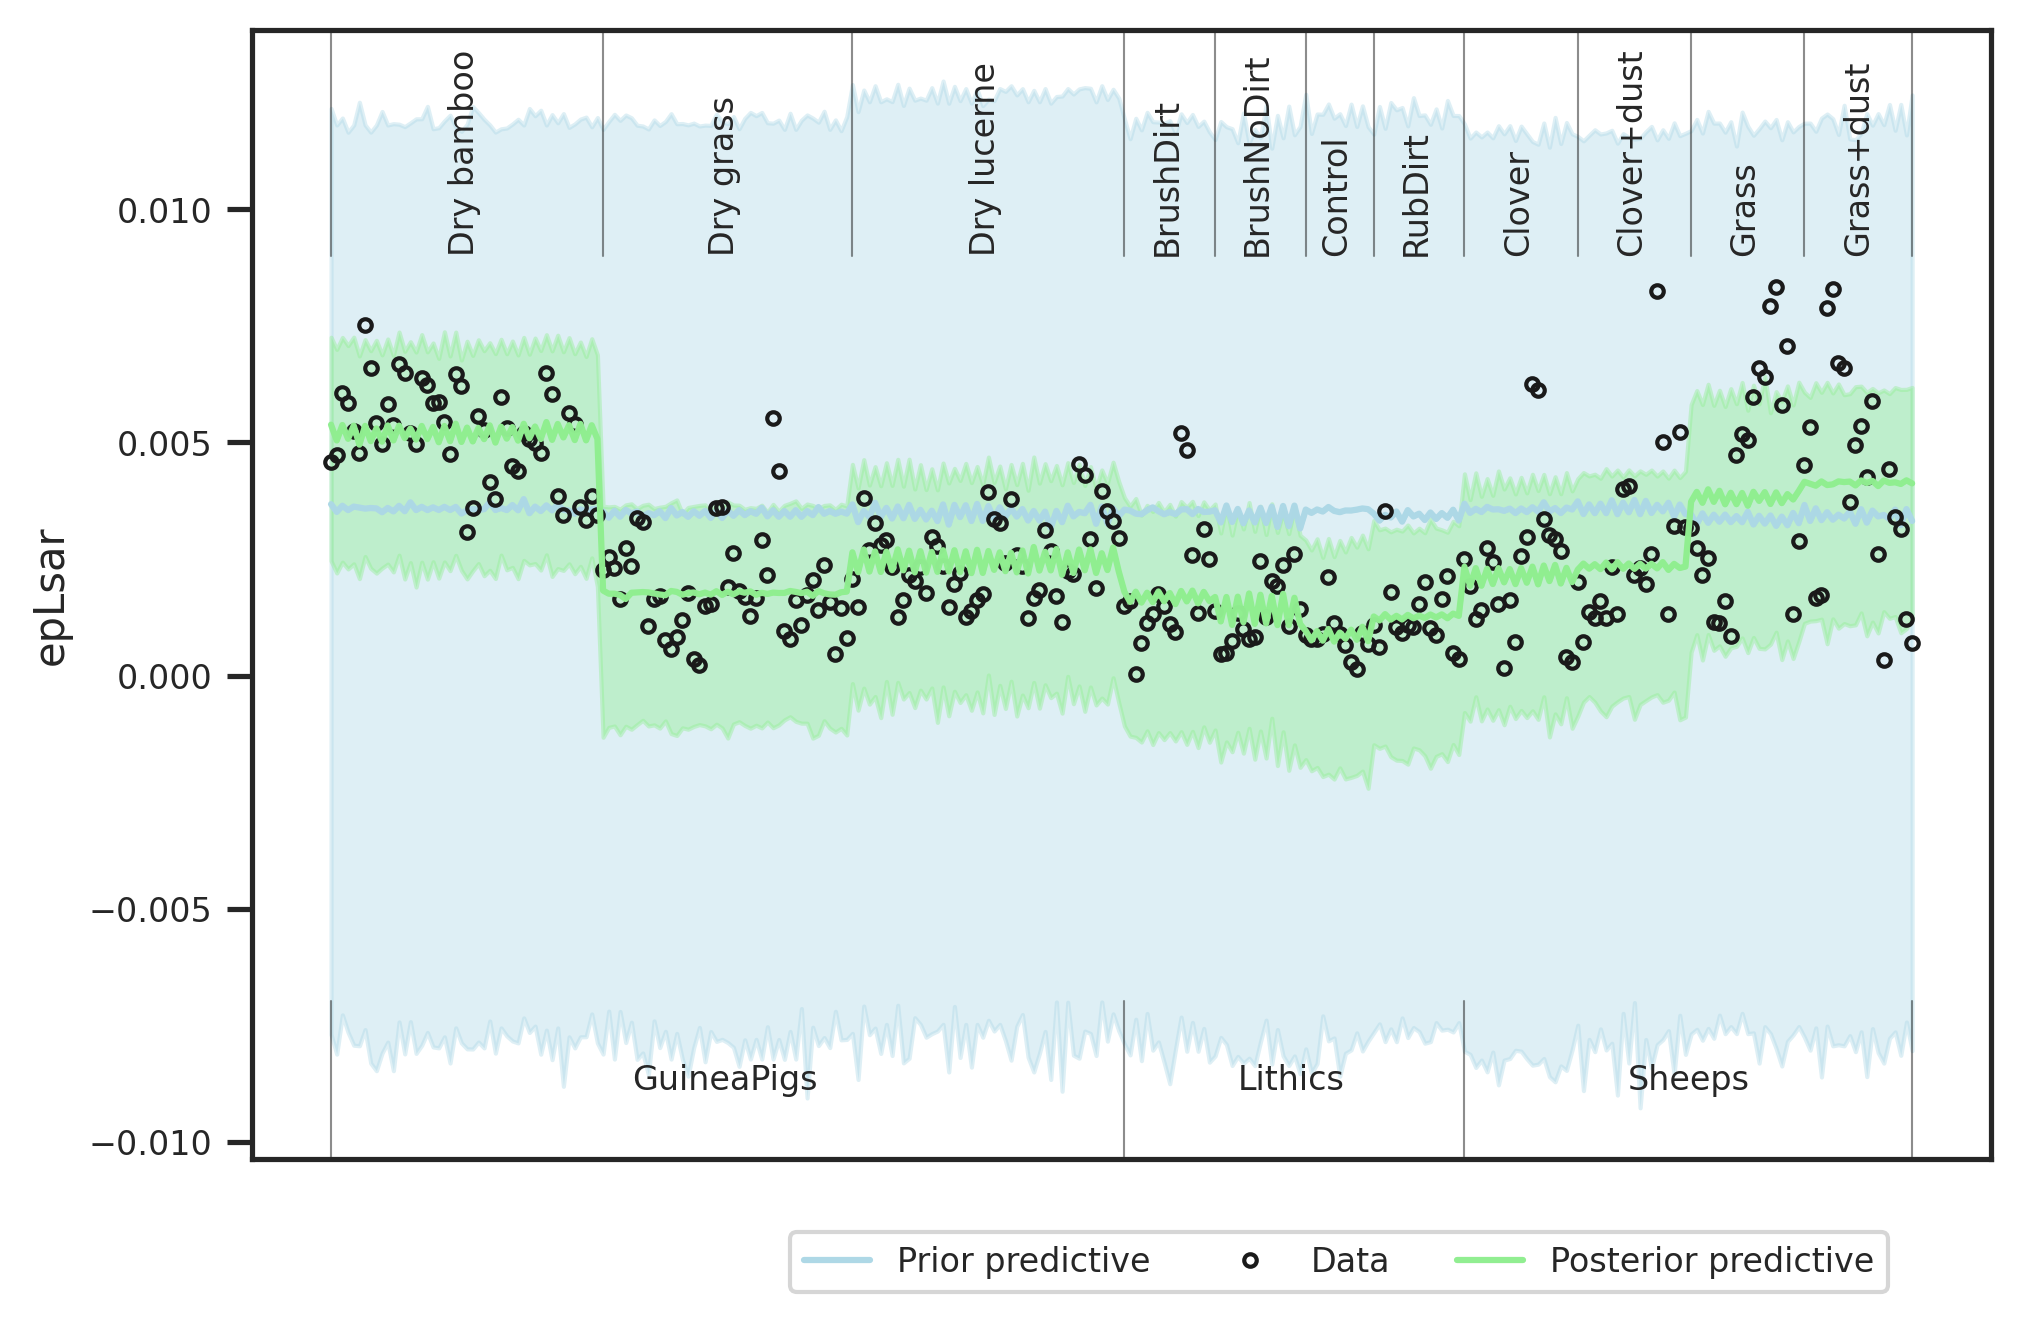 Dry bamboo
Dry grass
Dry lucerne
BrushDirt
BrushNoDirt
Control
RubDirt
Clover
Clover+dust
Grass
Grass+dust
0.010
0.005
0.000
−0.005
−0.010
epLsar
GuineaPigs
Lithics
Sheeps
Prior predictive
Data
Posterior predictive